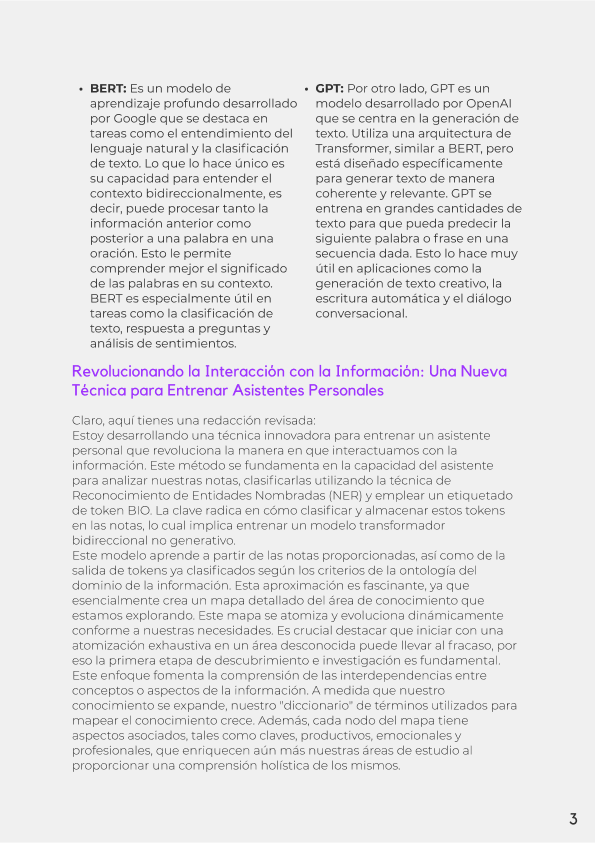 • BERT: Es un modelo de
aprendizaje profundo desarrollado
por Google que se destaca en
tareas como el entendimiento del
lenguaje natural y la clasificación
de texto. Lo que lo hace único es
su capacidad para entender el
contexto bidireccionalmente, es
decir, puede procesar tanto la
información anterior como
posterior a una palabra en una
oración. Esto le permite
comprender mejor el significado
de las palabras en su contexto.
BERT es especialmente útil en
tareas como la clasificación de
texto, respuesta a preguntas y
análisis de sentimientos.
• GPT: Por otro lado, GPT es un
modelo desarrollado por OpenAI
que se centra en la generación de
texto. Utiliza una arquitectura de
Transformer, similar a BERT, pero
está diseñado específicamente
para generar texto de manera
coherente y relevante. GPT se
entrena en grandes cantidades de
texto para que pueda predecir la
siguiente palabra o frase en una
secuencia dada. Esto lo hace muy
útil en aplicaciones como la
generación de texto creativo, la
escritura automática y el diálogo
conversacional.
Revolucionando la Interacción con la Información: Una Nueva
Técnica para Entrenar Asistentes Personales
Claro, aquí tienes una redacción revisada:
Estoy desarrollando una técnica innovadora para entrenar un asistente
personal que revoluciona la manera en que interactuamos con la
información. Este método se fundamenta en la capacidad del asistente
para analizar nuestras notas, clasificarlas utilizando la técnica de
Reconocimiento de Entidades Nombradas (NER) y emplear un etiquetado
de token BIO. La clave radica en cómo clasificar y almacenar estos tokens
en las notas, lo cual implica entrenar un modelo transformador
bidireccional no generativo.
Este modelo aprende a partir de las notas proporcionadas, así como de la
salida de tokens ya clasificados según los criterios de la ontología del
dominio de la información. Esta aproximación es fascinante, ya que
esencialmente crea un mapa detallado del área de conocimiento que
estamos explorando. Este mapa se atomiza y evoluciona dinámicamente
conforme a nuestras necesidades. Es crucial destacar que iniciar con una
atomización exhaustiva en un área desconocida puede llevar al fracaso, por
eso la primera etapa de descubrimiento e investigación es fundamental.
Este enfoque fomenta la comprensión de las interdependencias entre
conceptos o aspectos de la información. A medida que nuestro
conocimiento se expande, nuestro "diccionario" de términos utilizados para
mapear el conocimiento crece. Además, cada nodo del mapa tiene
aspectos asociados, tales como claves, productivos, emocionales y
profesionales, que enriquecen aún más nuestras áreas de estudio al
proporcionar una comprensión holística de los mismos.
3